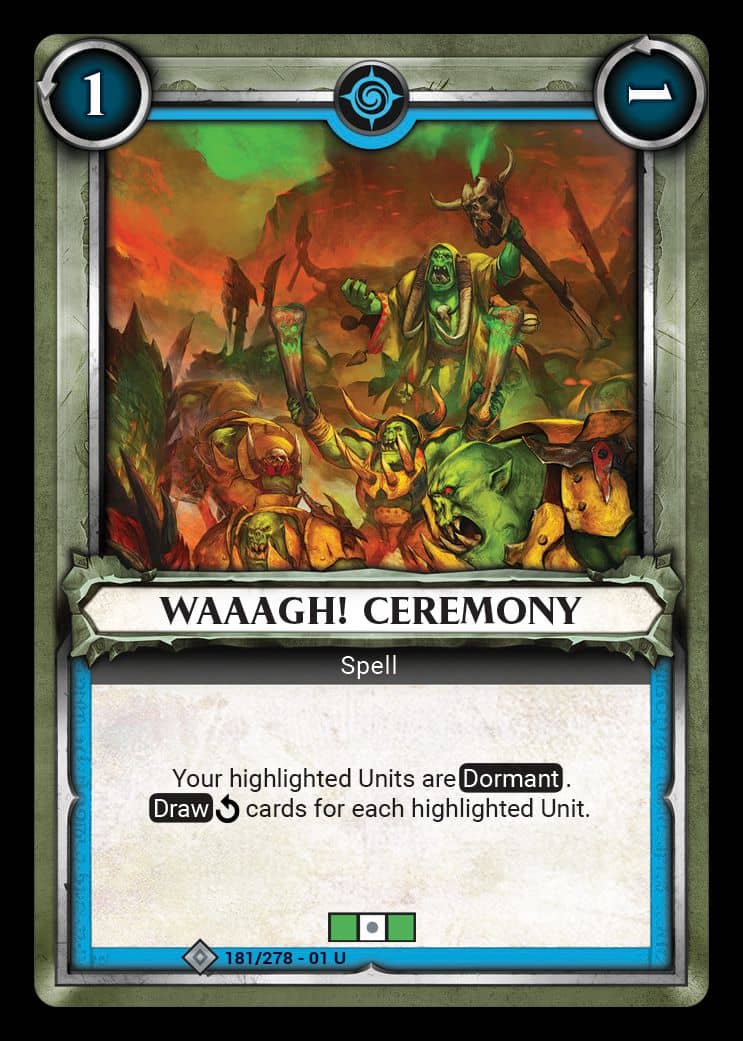 1
1
WAAAGH! CEREMONY
Spell
Your highlighted Units are Dormant.
Draw cards for each highlighted Unit.
181/278 - 01 U